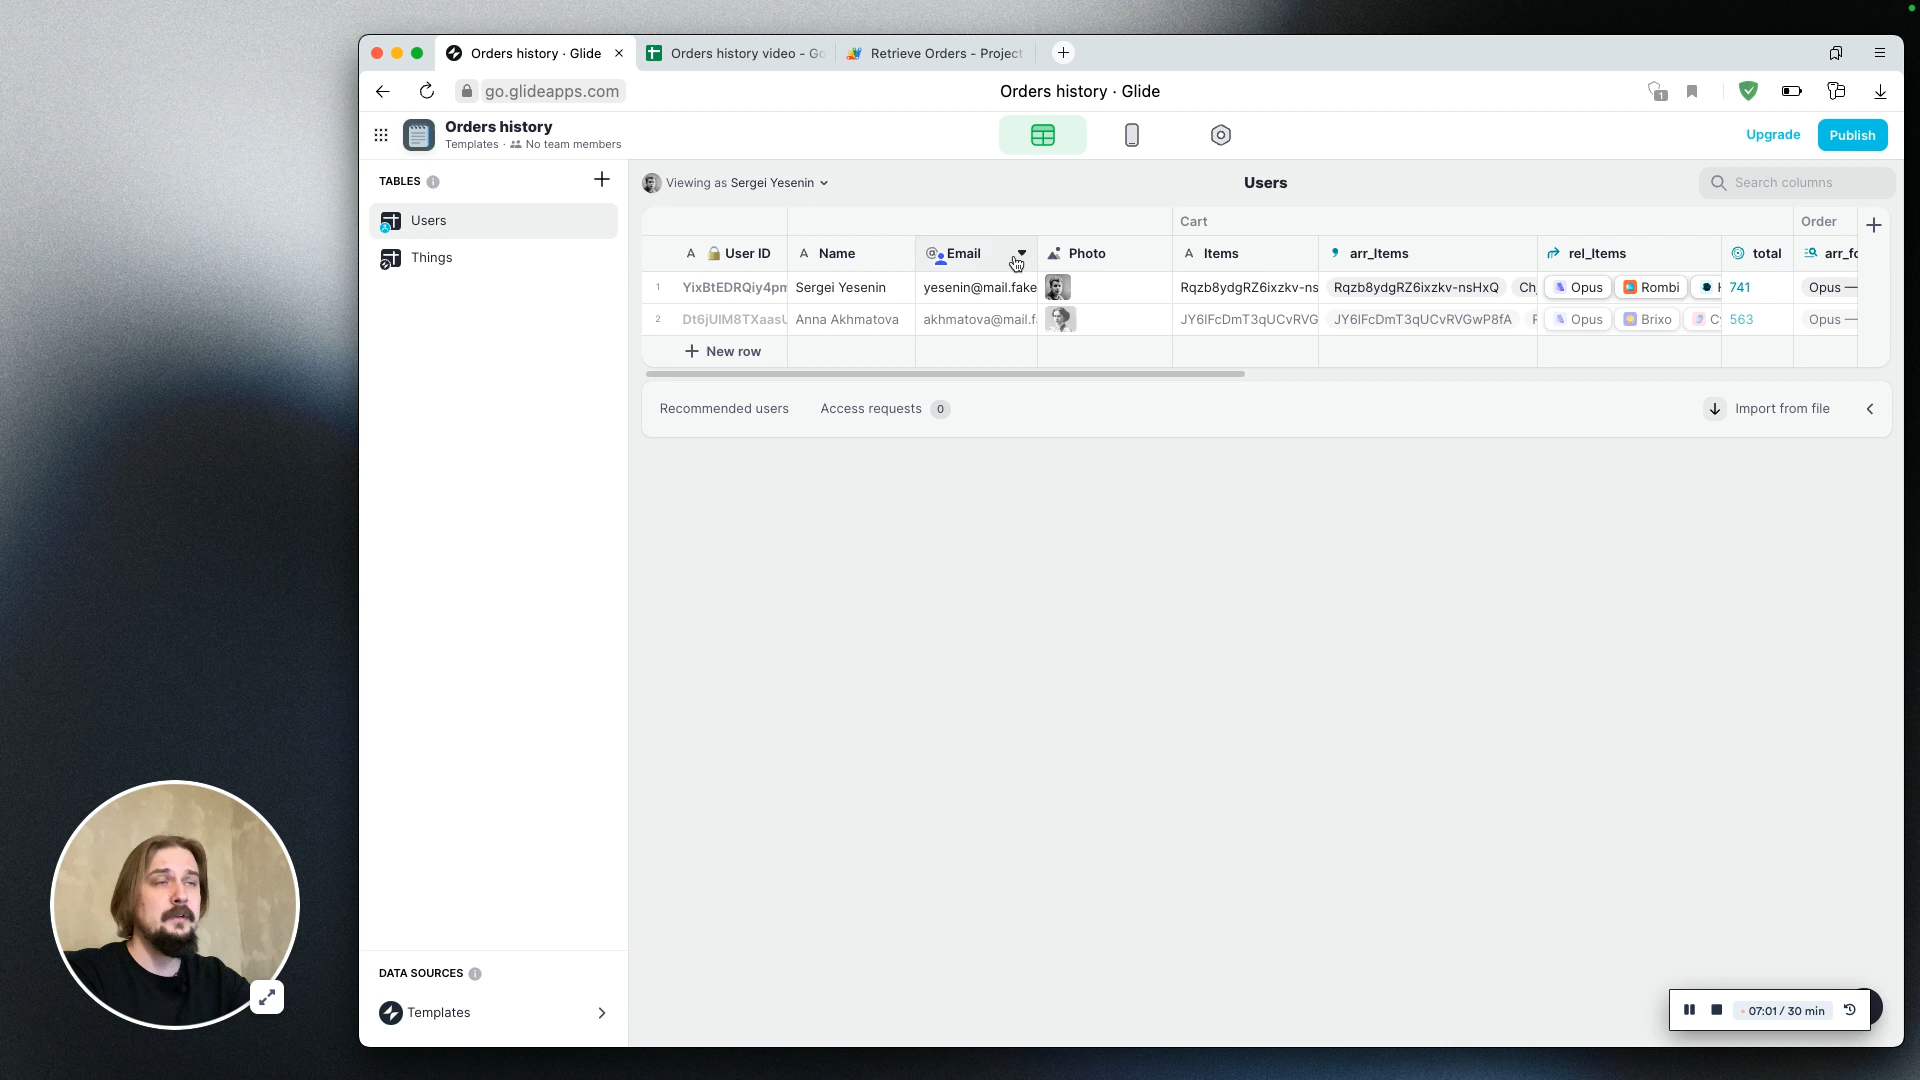 Orders history · Glide
Orders history video - Go
Retrieve Orders - Project
go.glideapps.com
Orders history · Glide
1
Orders history
Templates · No team members
Upgrade
Publish
TABLES
Users
Things
Viewing as Sergei Yesenin
Users
Search columns
Cart
Order
User ID
Name
Email
Photo
Items
arr_Items
rel_Items
total
arr_fo
1
YixBtEDRQiy4pm
Sergei Yesenin
yesenin@mail.fake
Rqzb8ydgRZ6ixzkv-ns
Rqzb8ydgRZ6ixzkv-nsHxQ
Ch
Opus
Rombi
741
Opus —
2
Anna Akhmatova
akhmatova@mail.f
JY6IFcDmT3qUCvRVG
JY6IFcDmT3qUCvRVGwP8fA
Opus
Brixo
563
Opus —
New row
Recommended users
Access requests
0
Import from file
DATA SOURCES
Templates
07:01 / 30 min